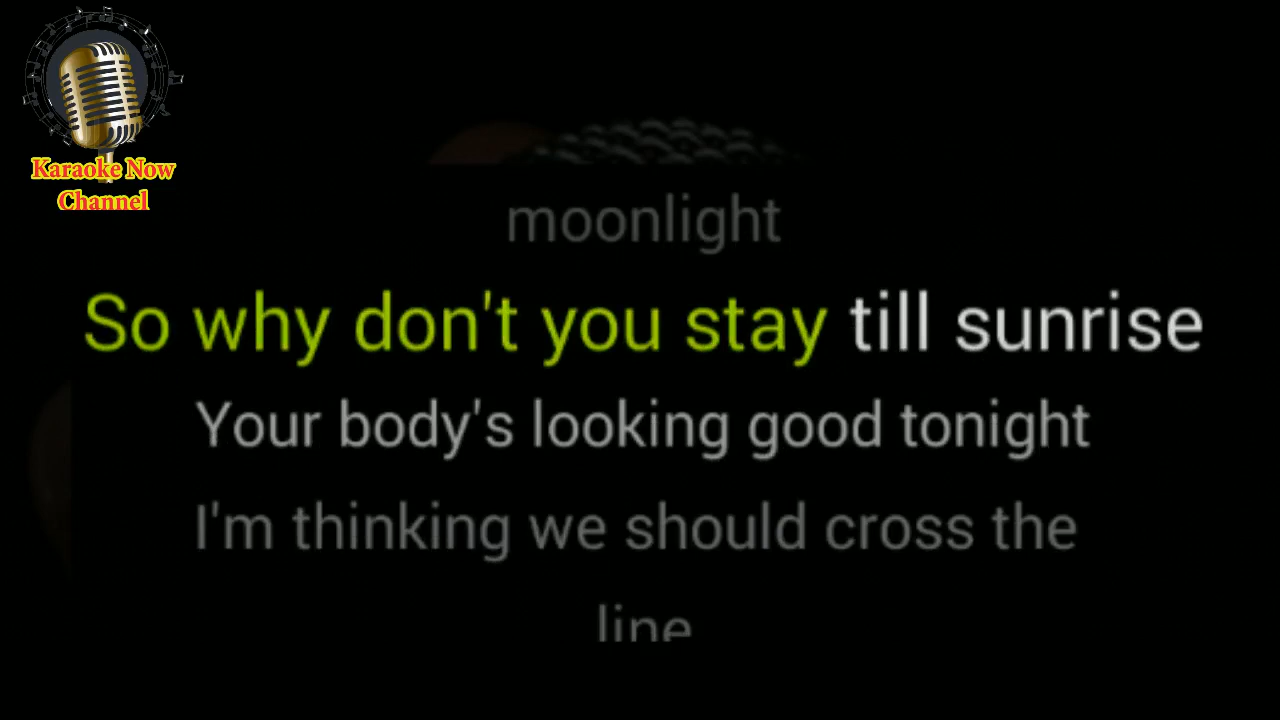 Karaoke Now
Channel
moonlight
So why don't you stay till sunrise
Your body's looking good tonight
I'm thinking we should cross the
line